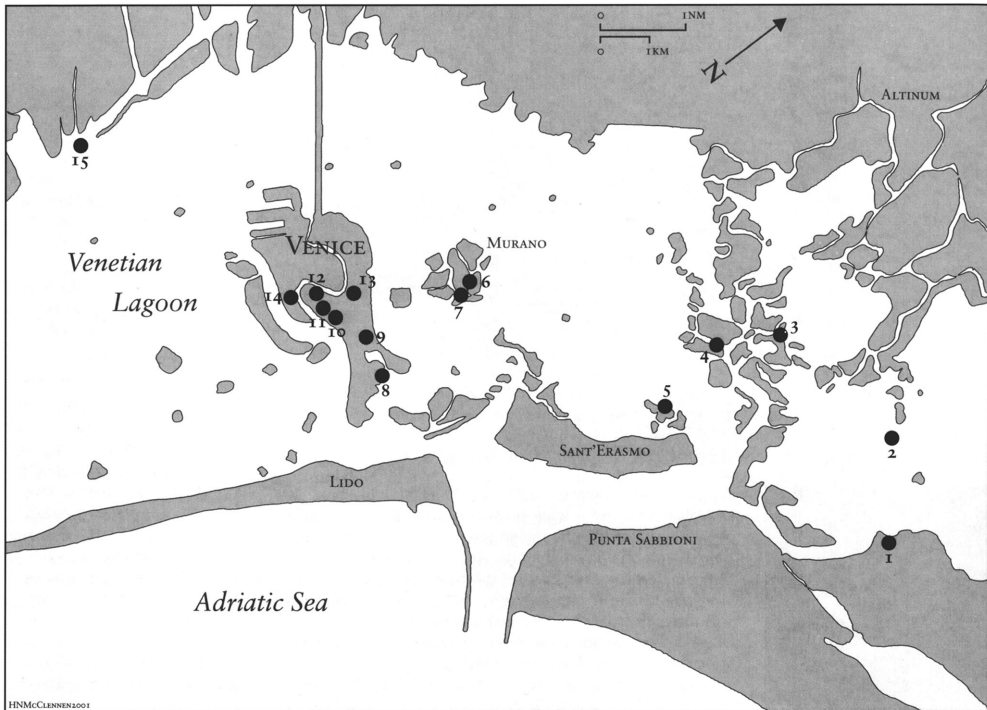 O 1NM
O 1KM
N
ALTINUM
15
Venetian
Lagoon
VENICE
MURANO
14
12
13
11
10
9
8
6
7
3
4
5
2
SANT'ERASMO
LIDO
PUNTA SABBIONI
1
Adriatic Sea
HNMCCLENNEN2001